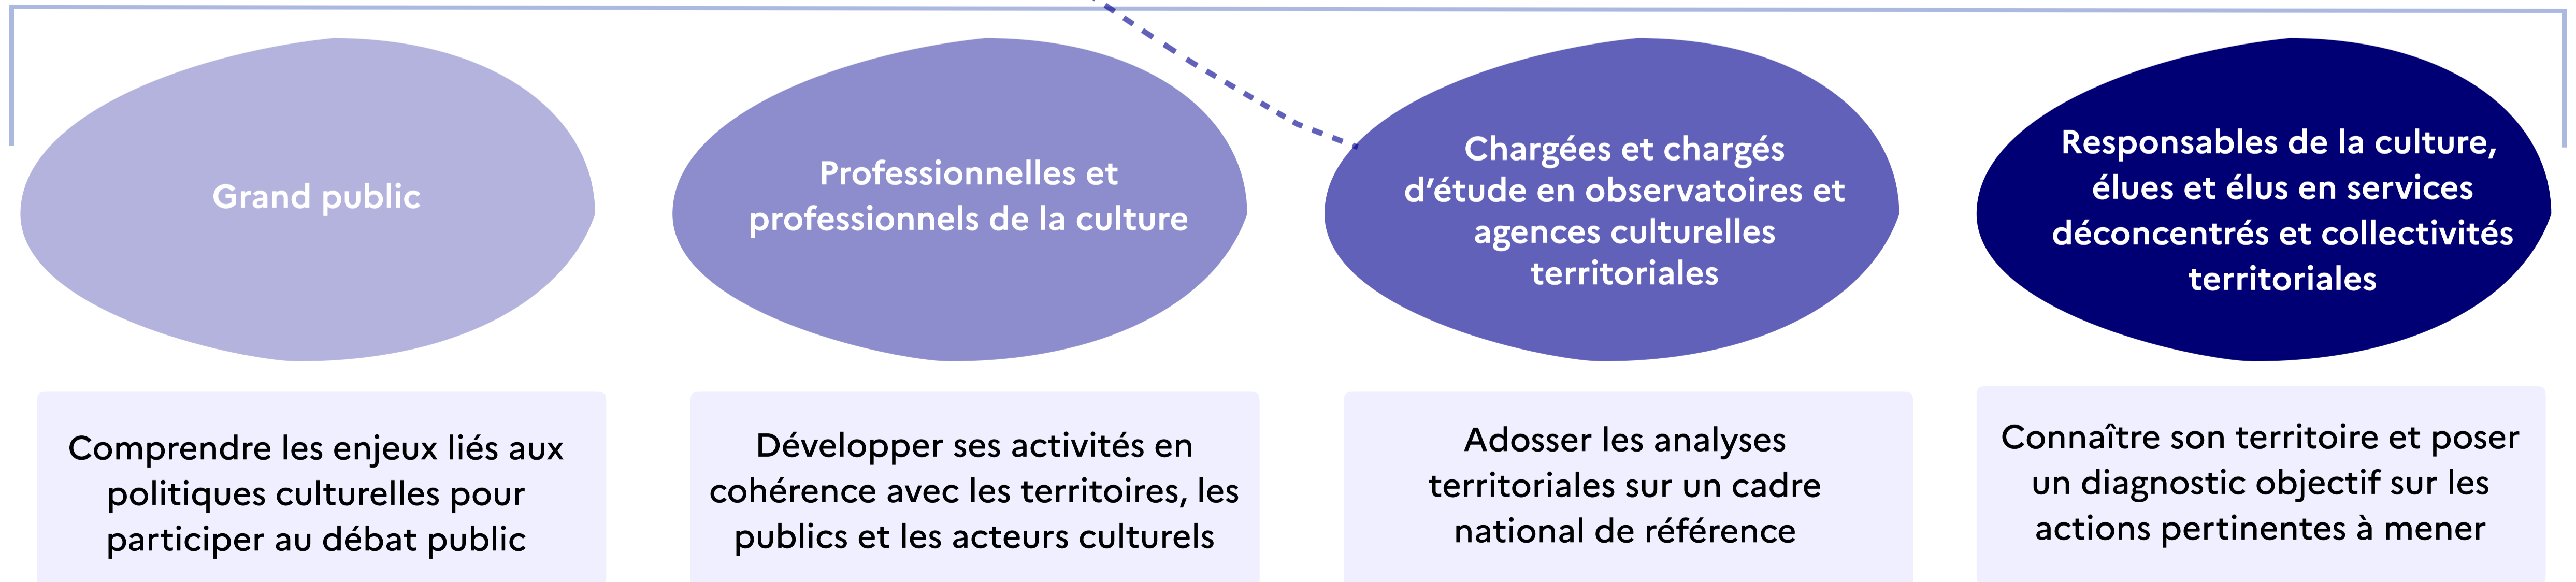 Grand public
Professionnelles et
professionnels de la culture
Chargées et chargés
d’étude en observatoires et
agences culturelles
territoriales
Responsables de la culture,
élues et élus en services
déconcentrés et collectivités
territoriales
Comprendre les enjeux liés aux
politiques culturelles pour
participer au débat public
Développer ses activités en
cohérence avec les territoires, les
publics et les acteurs culturels
Adosser les analyses
territoriales sur un cadre
national de référence
Connaître son territoire et poser
un diagnostic objectif sur les
actions pertinentes à mener